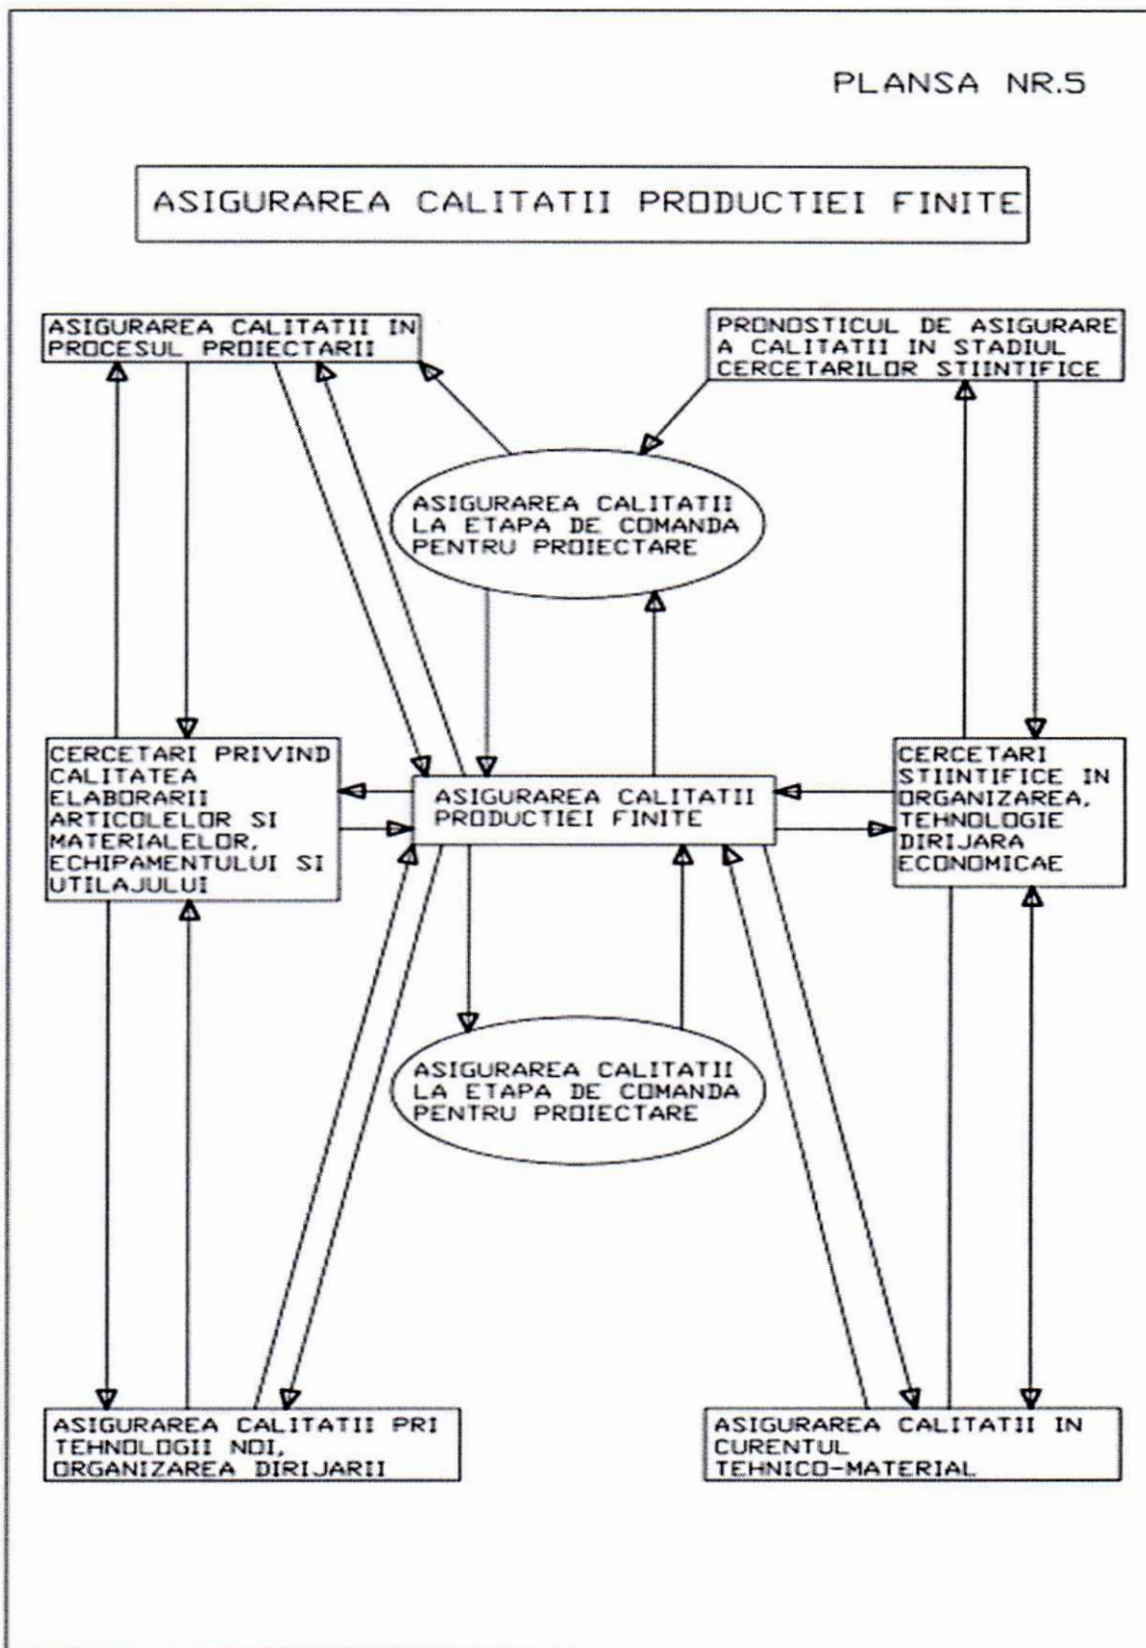 PLANSA NR.5
ASIGURAREA CALITATII PRODUCTIEI FINITE
ASIGURAREA CALITATII IN
PROCESUL PROIECTARII
PRONOSTICUL DE ASIGURARE
A CALITATII IN STADIUL
CERCETARILOR STIINTIFICE
ASIGURAREA CALITATII
LA ETAPA DE COMANDA
PENTRU PROIECTARE
CERCETARI PRIVIND
CALITATEA
ELABORARII
ARTICOLELOR SI
MATERIALELOR,
ECHIPAMENTULUI SI
UTILAJULUI
ASIGURAREA CALITATII
PRODUCTIEI FINITE
CERCETARI
STIINTIFICE IN
ORGANIZAREA,
TEHNOLOGIE
DIRIJARA
ECONOMICAE
ASIGURAREA CALITATII
LA ETAPA DE COMANDA
PENTRU PROIECTARE
ASIGURAREA CALITATII PRI
TEHNOLOGII NOI,
ORGANIZAREA DIRIJARII
ASIGURAREA CALITATII IN
CURENTUL
TEHNICO-MATERIAL